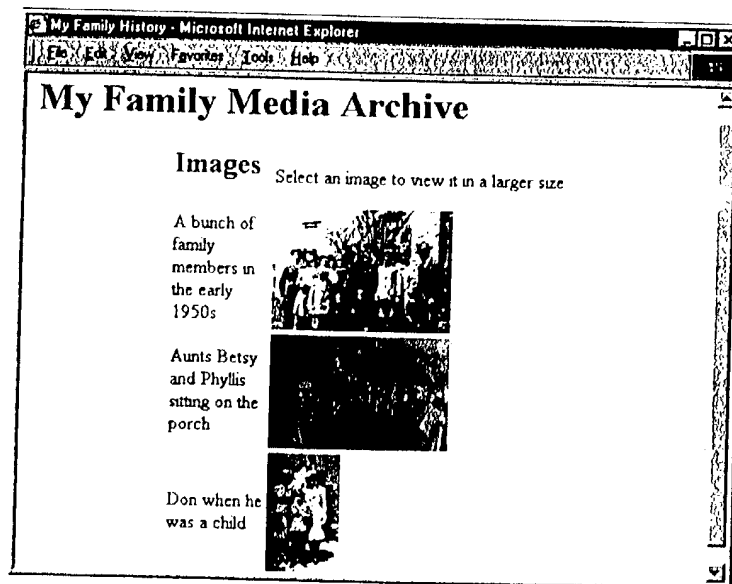 My Family History - Microsoft Internet Explorer
File Edit View Favorites Tools Help
My Family Media Archive
Images
Select an image to view it in a larger size
A bunch of
family
members in
the early
1950s
Aunts Betsy
and Phyllis
sitting on the
porch
Don when he
was a child